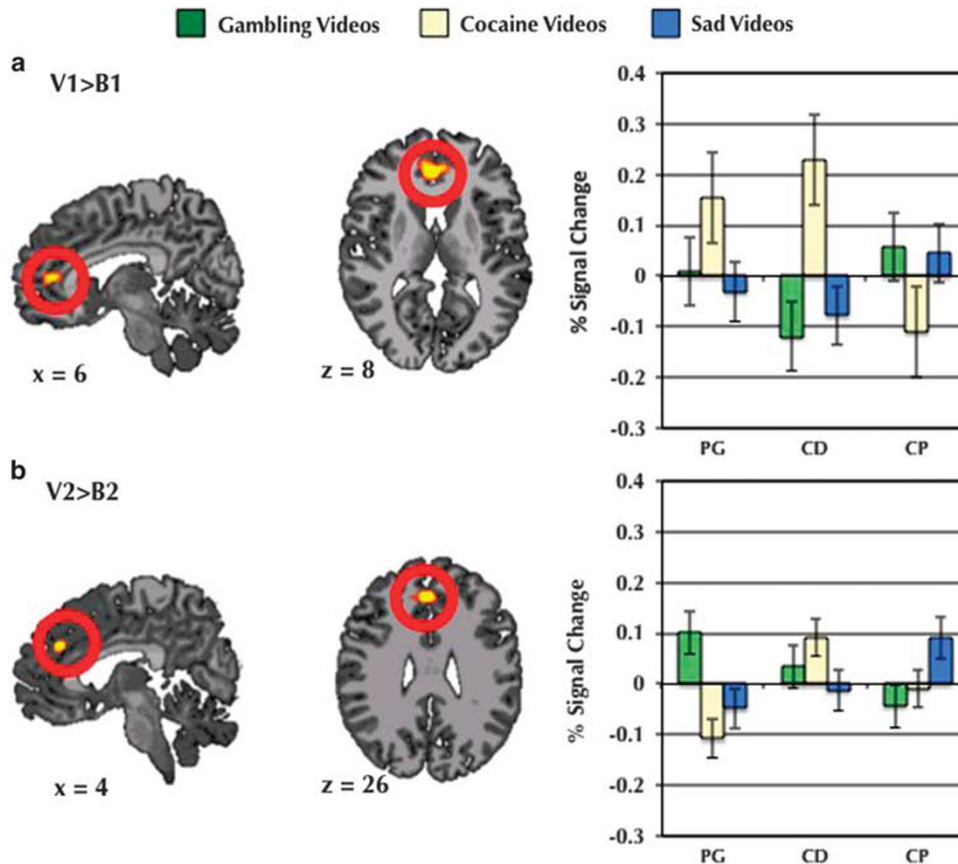 Gambling Videos Cocaine Videos Sad Videos
a
V1>B1
x = 6
z = 8
% Signal Change
0.4
0.3
0.2
0.1
0
-0.1
-0.2
-0.3
PG CD CP
b
V2>B2
x = 4
z = 26
% Signal Change
0.4
0.3
0.2
0.1
0
-0.1
-0.2
-0.3
PG CD CP